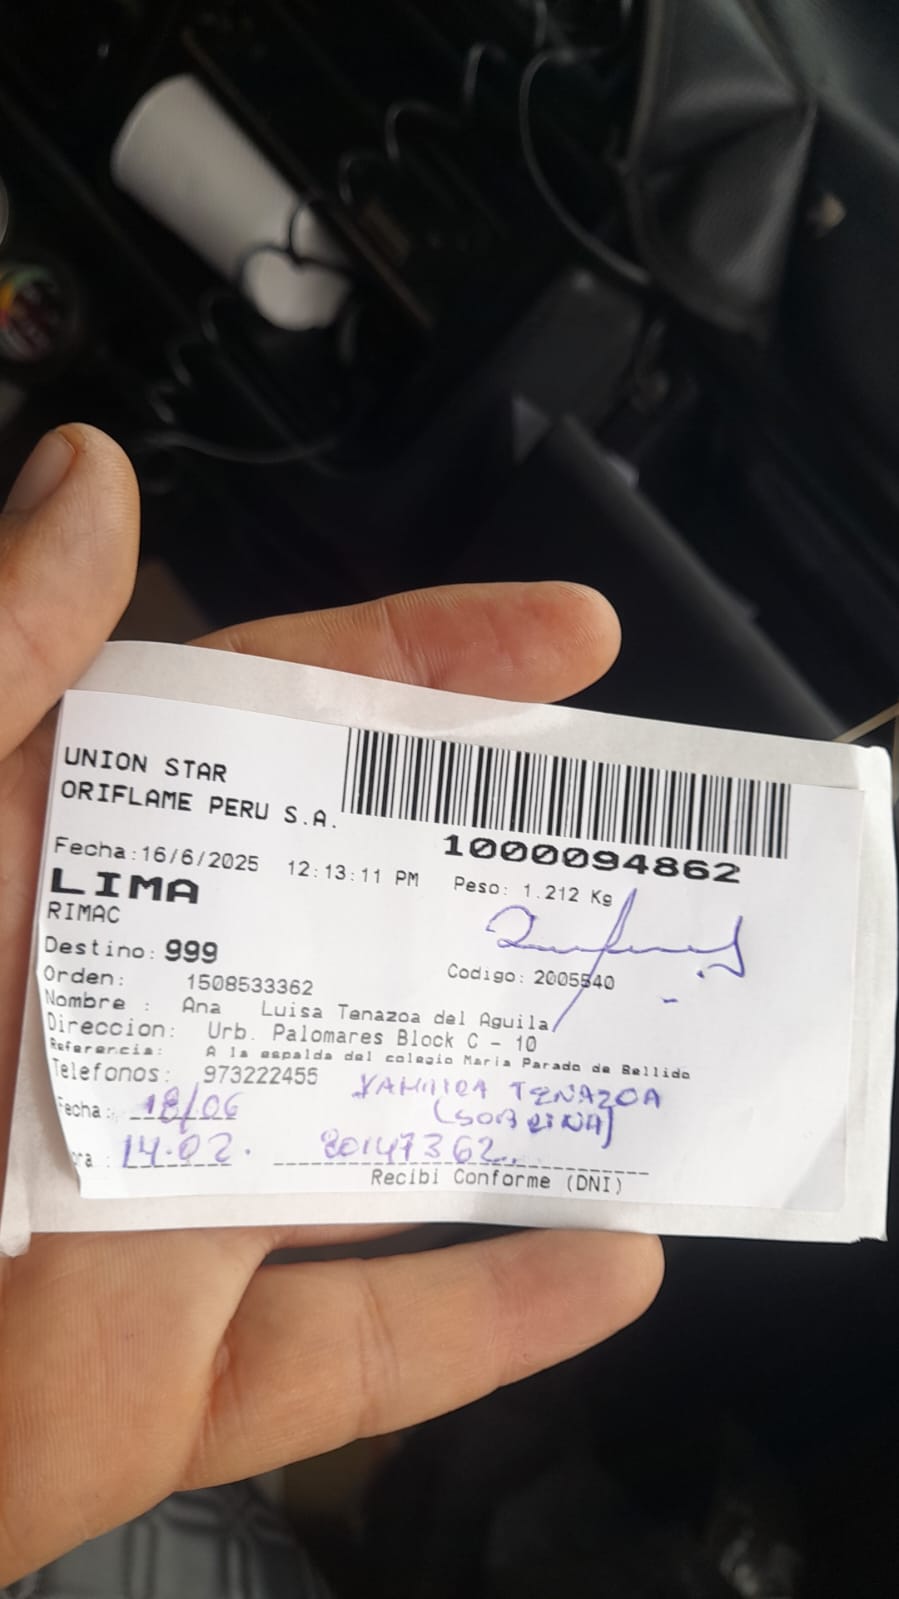 UNION STAR
ORIFLAME PERU S.A.
1000094862
Fecha:16/6/2025 12:13:11 PM Peso: 1.212 Kg
LIMA
RIMAC
Destino: 999
Orden: 1508533362 Codigo: 2005540
Nombre : Ana Luisa Tenazoa del Aguila
Direccion: Urb. Palomares Block C - 10
Referencia: A la espalda del colegio Maria Parado de Bellido
Telefonos: 973222455
TENAZOA
Fecha: 18/06 (SOBRINA)
ora : 14.02. 80147362
Recibi Conforme (DNI)